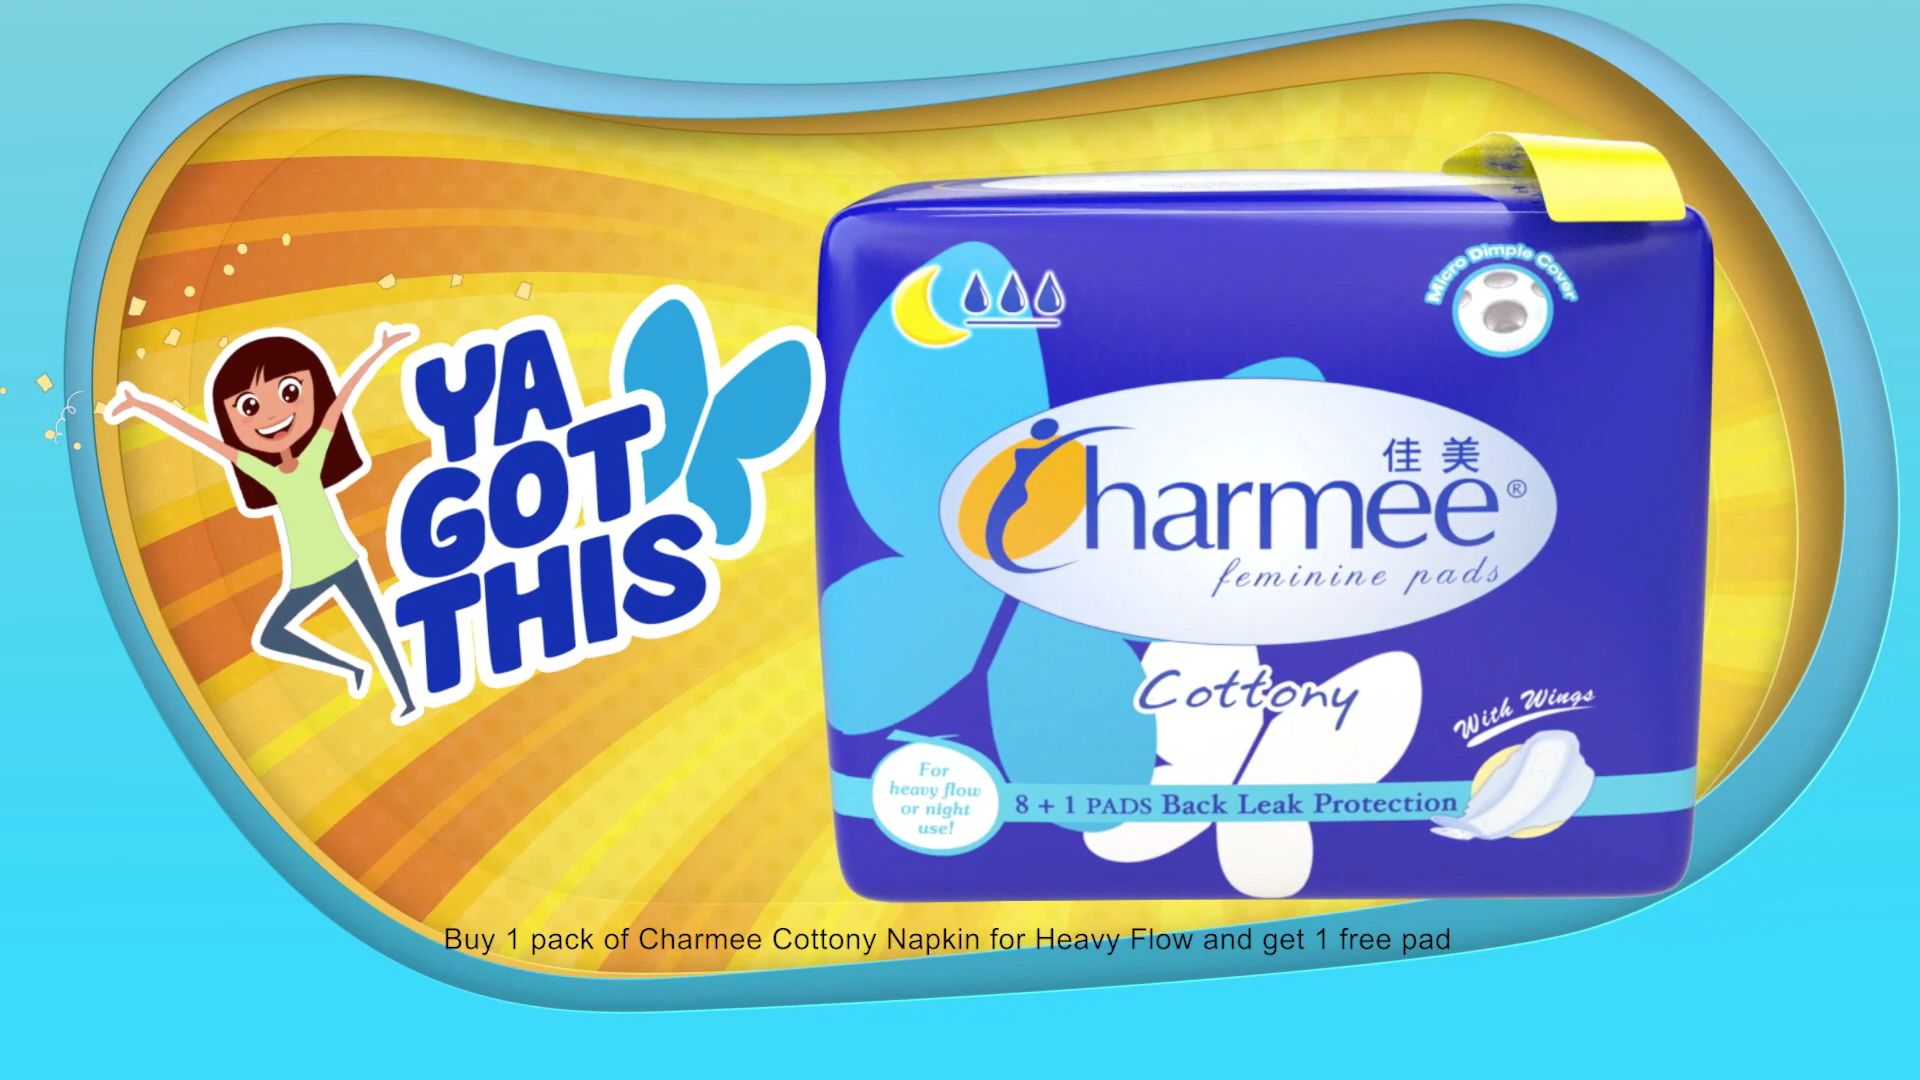 YA
GOT
THIS
Micro Dimple Cover
佳美
Charmee®
feminine pads
Cottony
With Wings
For
heavy flow
or night
use!
8 + 1 PADS Back Leak Protection
Buy 1 pack of Charmee Cottony Napkin for Heavy Flow and get 1 free pad